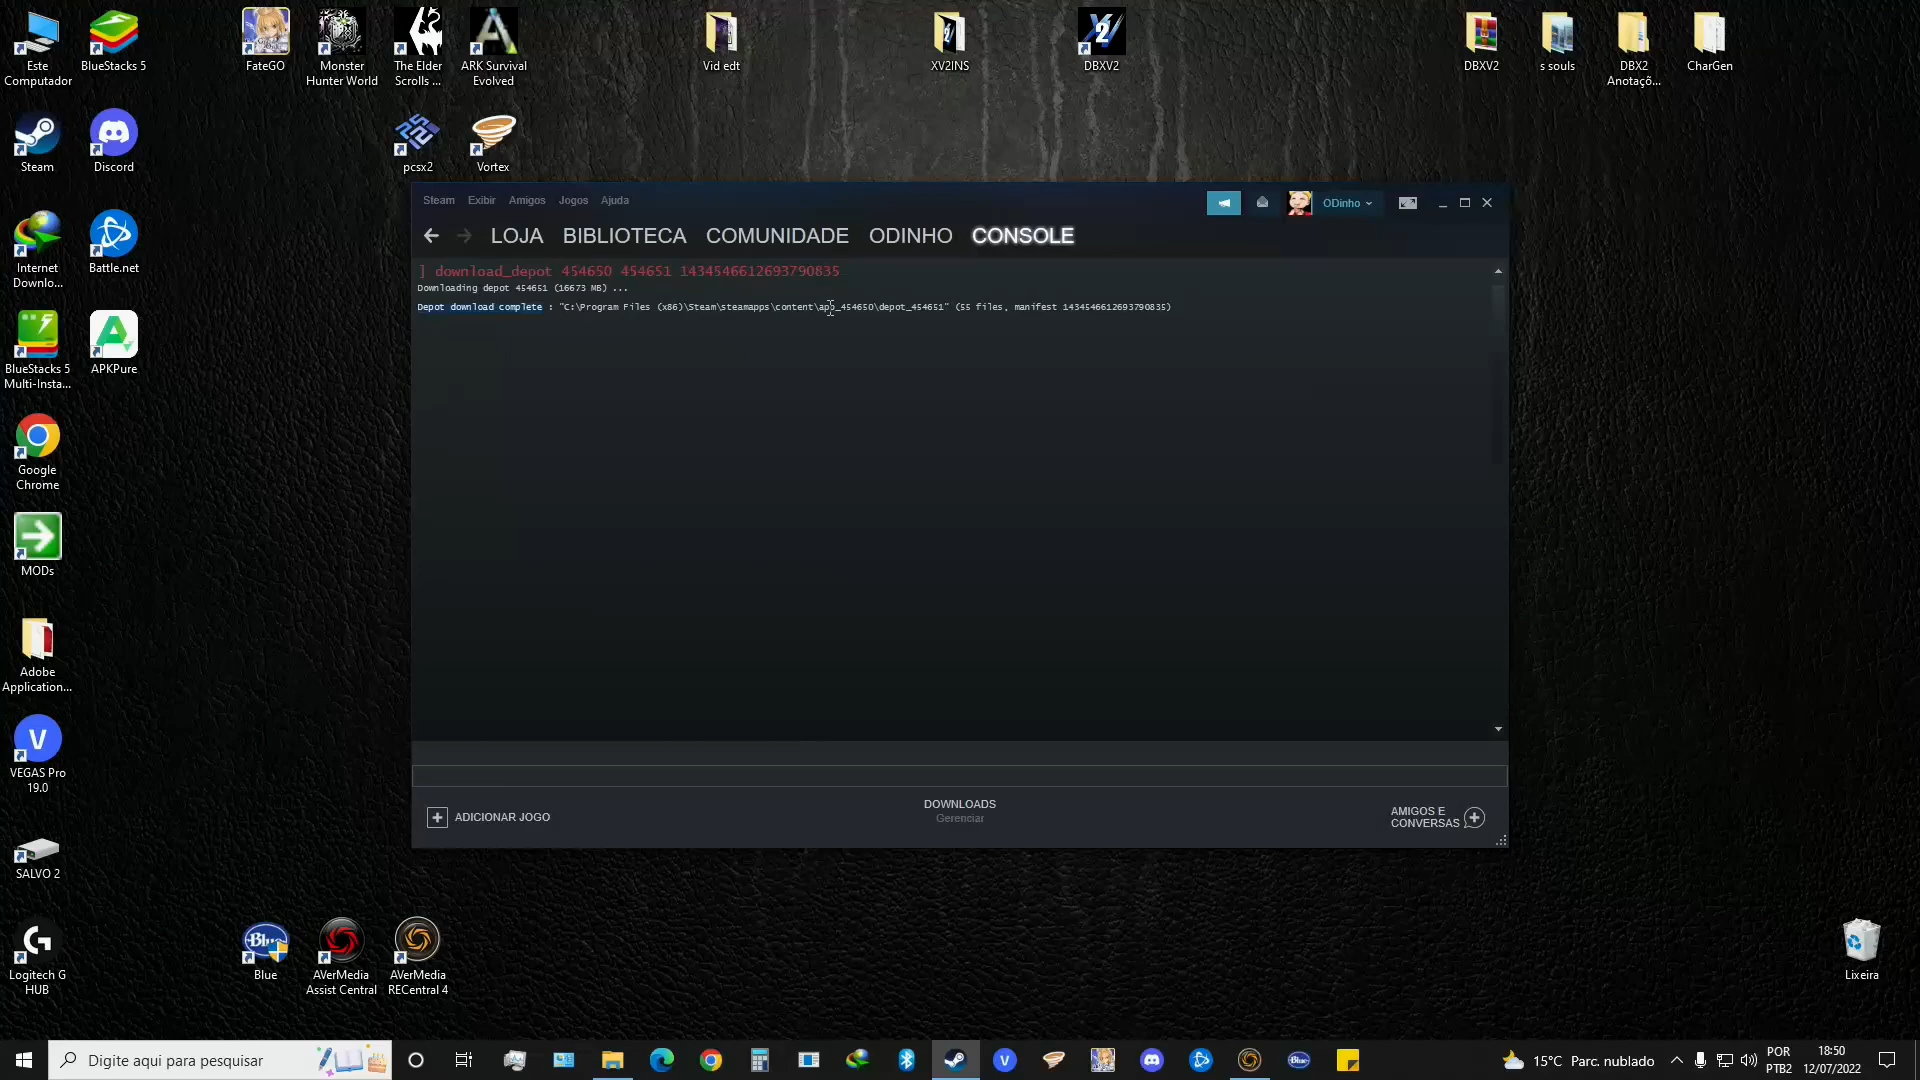 Este
Computador
BlueStacks 5
FateGO
Monster
Hunter World
The Elder
Scrolls ...
ARK Survival
Evolved
Vid edt
XV2INS
DBXV2
DBXV2
s souls
DBX2
Anotaçõ...
CharGen
Steam
Discord
pcsx2
Vortex
Internet
Downlo...
Battle.net
BlueStacks 5
Multi-Insta...
APKPure
Google
Chrome
MODs
Adobe
Application...
VEGAS Pro
19.0
SALVO 2
Logitech G
HUB
Blue
AVerMedia
Assist Central
AVerMedia
RECentral 4
Lixeira
Steam Exibir Amigos Jogos Ajuda
ODinho
LOJA BIBLIOTECA COMUNIDADE ODINHO CONSOLE
] download_depot 454650 454651 1434546612693790835
Downloading depot 454651 (16673 MB) ...
Depot download complete : "C:\Program Files (x86)\Steam\steamapps\content\app_454650\depot_454651" (55 files, manifest 1434546612693790835)
ADICIONAR JOGO
DOWNLOADS
Gerenciar
AMIGOS E
CONVERSAS
Digite aqui para pesquisar
15°C Parc. nublado
POR
PTB2
18:50
12/07/2022